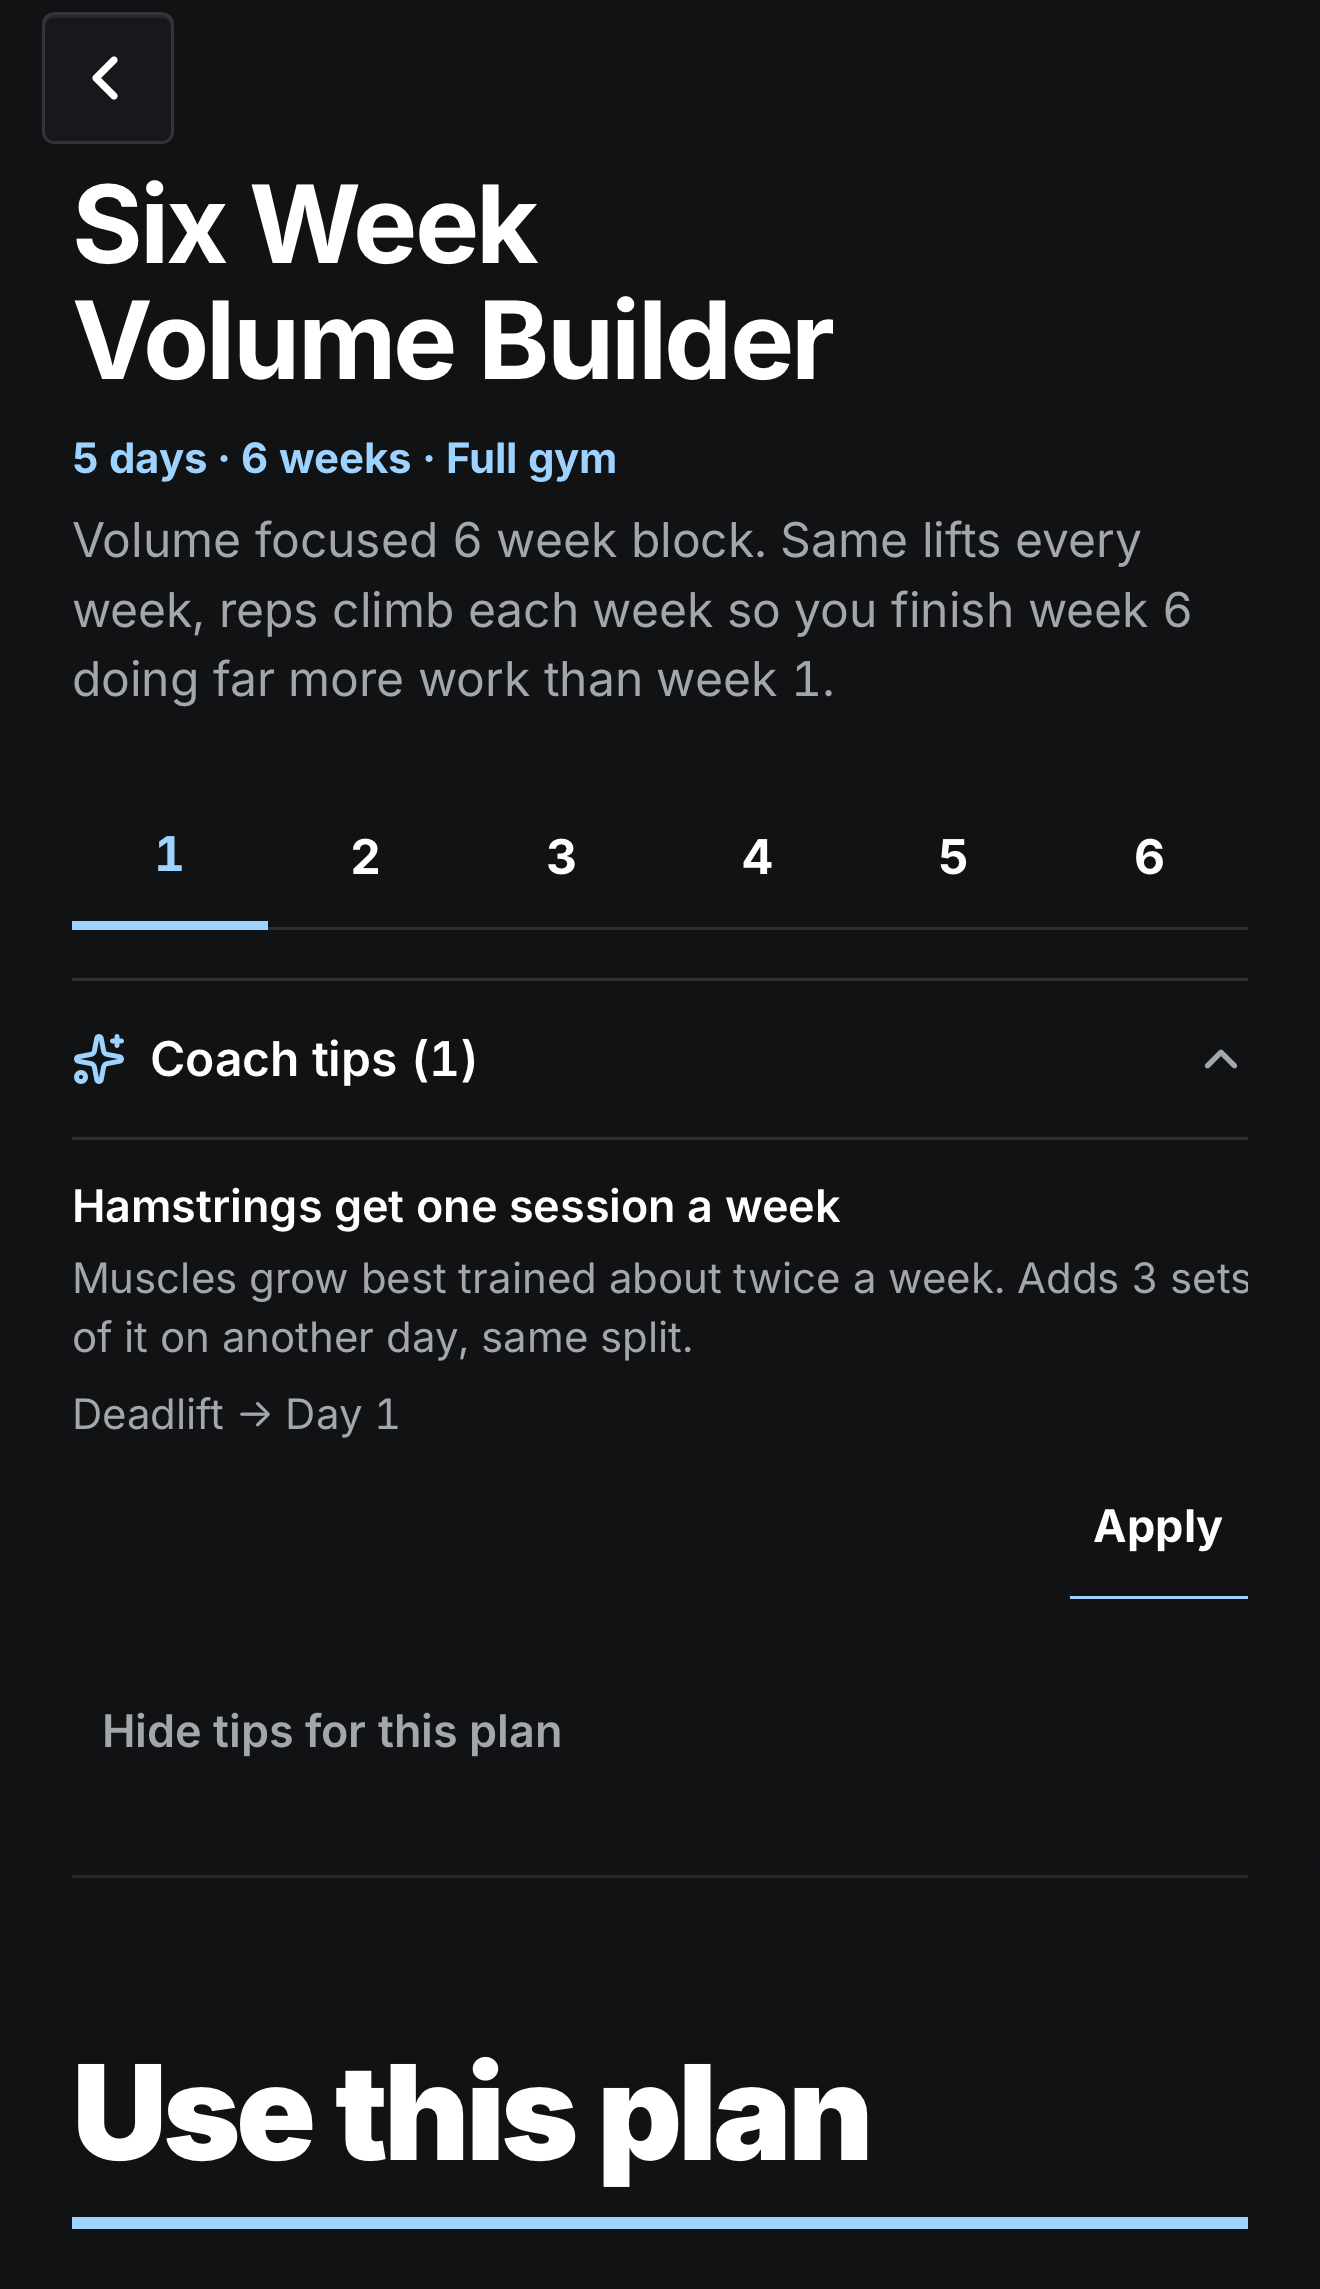 Six Week
Volume Builder
5 days · 6 weeks · Full gym
Volume focused 6 week block. Same lifts every
week, reps climb each week so you finish week 6
doing far more work than week 1.
1 2 3 4 5 6
Coach tips (1)
Hamstrings get one session a week
Muscles grow best trained about twice a week. Adds 3 sets
of it on another day, same split.
Deadlift → Day 1
Apply
Hide tips for this plan
Use this plan